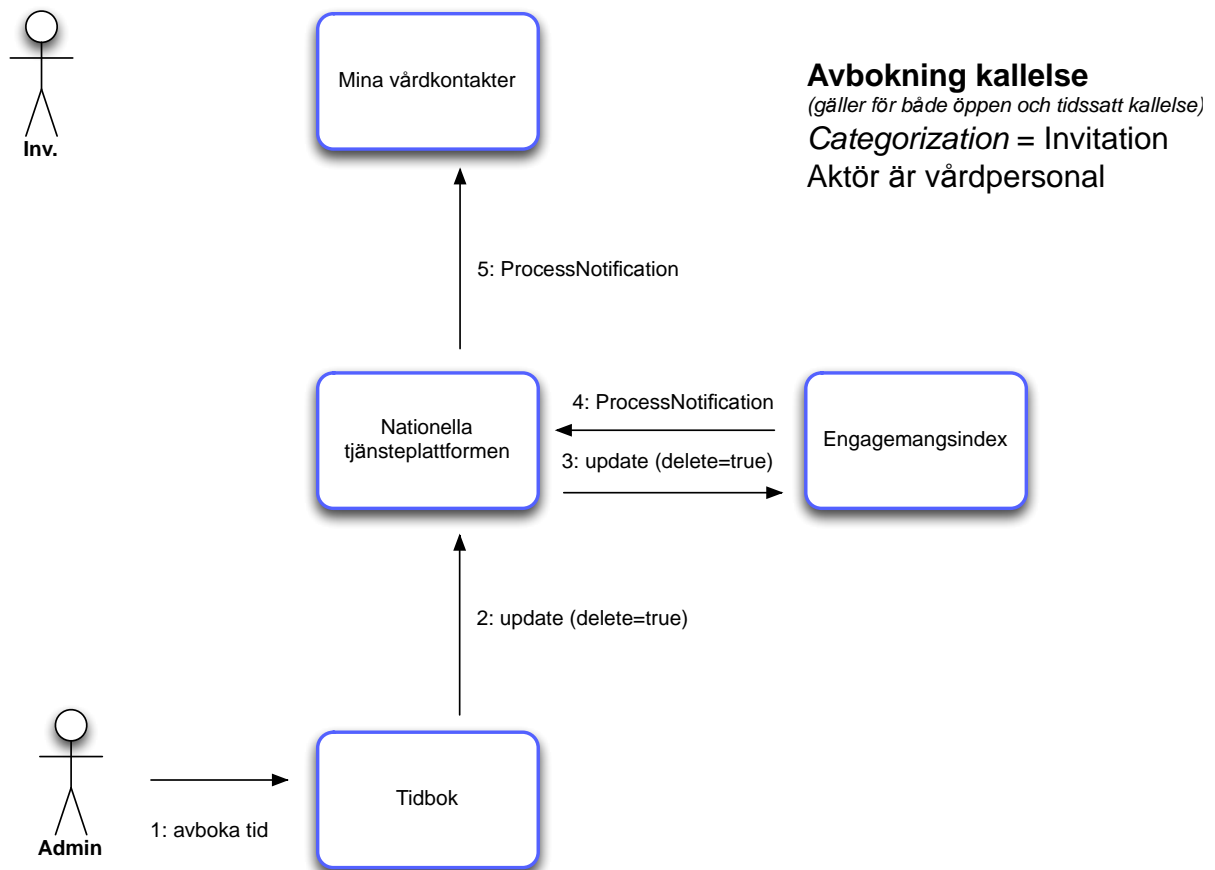 Inv.
Mina vårdkontakter
Avbokning kallelse
(gäller för både öppen och tidssatt kallelse)
Categorization = Invitation
Aktör är vårdpersonal
5: ProcessNotification
Nationella
tjänsteplattformen
4: ProcessNotification
3: update (delete=true)
Engagemangsindex
2: update (delete=true)
Admin
1: avboka tid
Tidbok